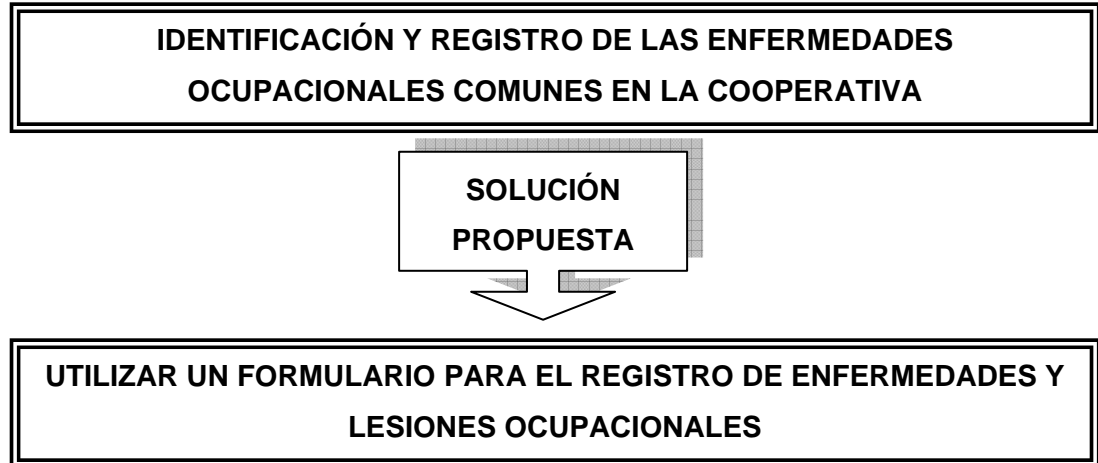 IDENTIFICACIÓN Y REGISTRO DE LAS ENFERMEDADES
OCUPACIONALES COMUNES EN LA COOPERATIVA
SOLUCIÓN
PROPUESTA
UTILIZAR UN FORMULARIO PARA EL REGISTRO DE ENFERMEDADES Y
LESIONES OCUPACIONALES